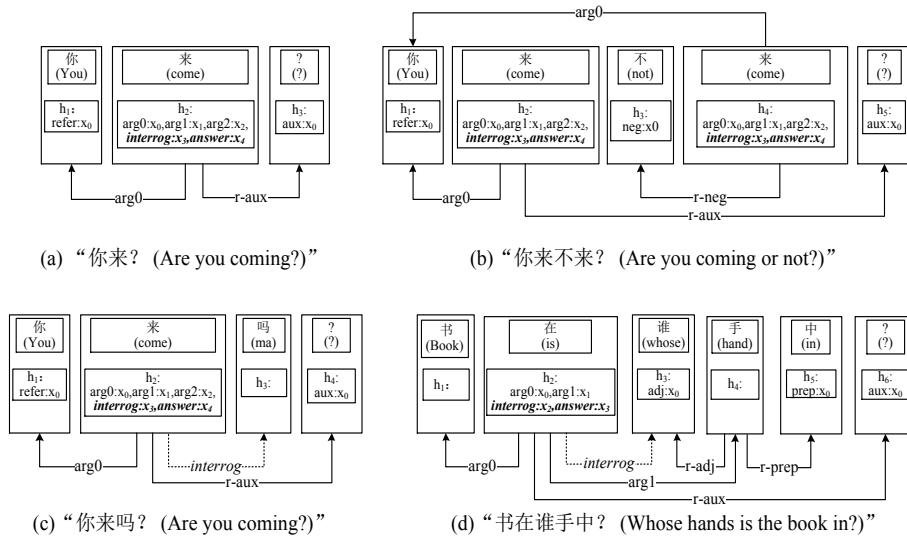 arg0
你
(You)
h₁：
refer:x₀
来
(come)
h₂:
arg0:x₀,arg1:x₁,arg2:x₂,
interrog:x₃,answer:x₄
?
(?)
h₃:
aux:x₀
arg0
r-aux
(a) “你来？ (Are you coming?)”
你
(You)
h₁:
refer:x₀
来
(come)
h₂:
arg0:x₀,arg1:x₁,arg2:x₂,
interrog:x₃,answer:x₄
不
(not)
h₃:
neg:x0
来
(come)
h₄:
arg0:x₀,arg1:x₁,arg2:x₂,
interrog:x₃,answer:x₄
?
(?)
h₅:
aux:x₀
arg0
r-neg
r-aux
(b) “你来不来？ (Are you coming or not?)”
你
(You)
h₁:
refer:x₀
来
(come)
h₂:
arg0:x₀,arg1:x₁,arg2:x₂,
interrog:x₃,answer:x₄
吗
(ma)
h₃:
?
(?)
h₄:
aux:x₀
arg0
interrog
r-aux
(c) “你来吗？ (Are you coming?)”
书
(Book)
h₁：
在
(is)
h₂:
arg0:x₀,arg1:x₁
interrog:x₂,answer:x₃
谁
(whose)
h₃:
adj:x₀
手
(hand)
h₄:
中
(in)
h₅:
prep:x₀
?
(?)
h₆:
aux:x₀
arg0
interrog
r-adj
arg1
r-prep
r-aux
(d) “书在谁手中？ (Whose hands is the book in?)”